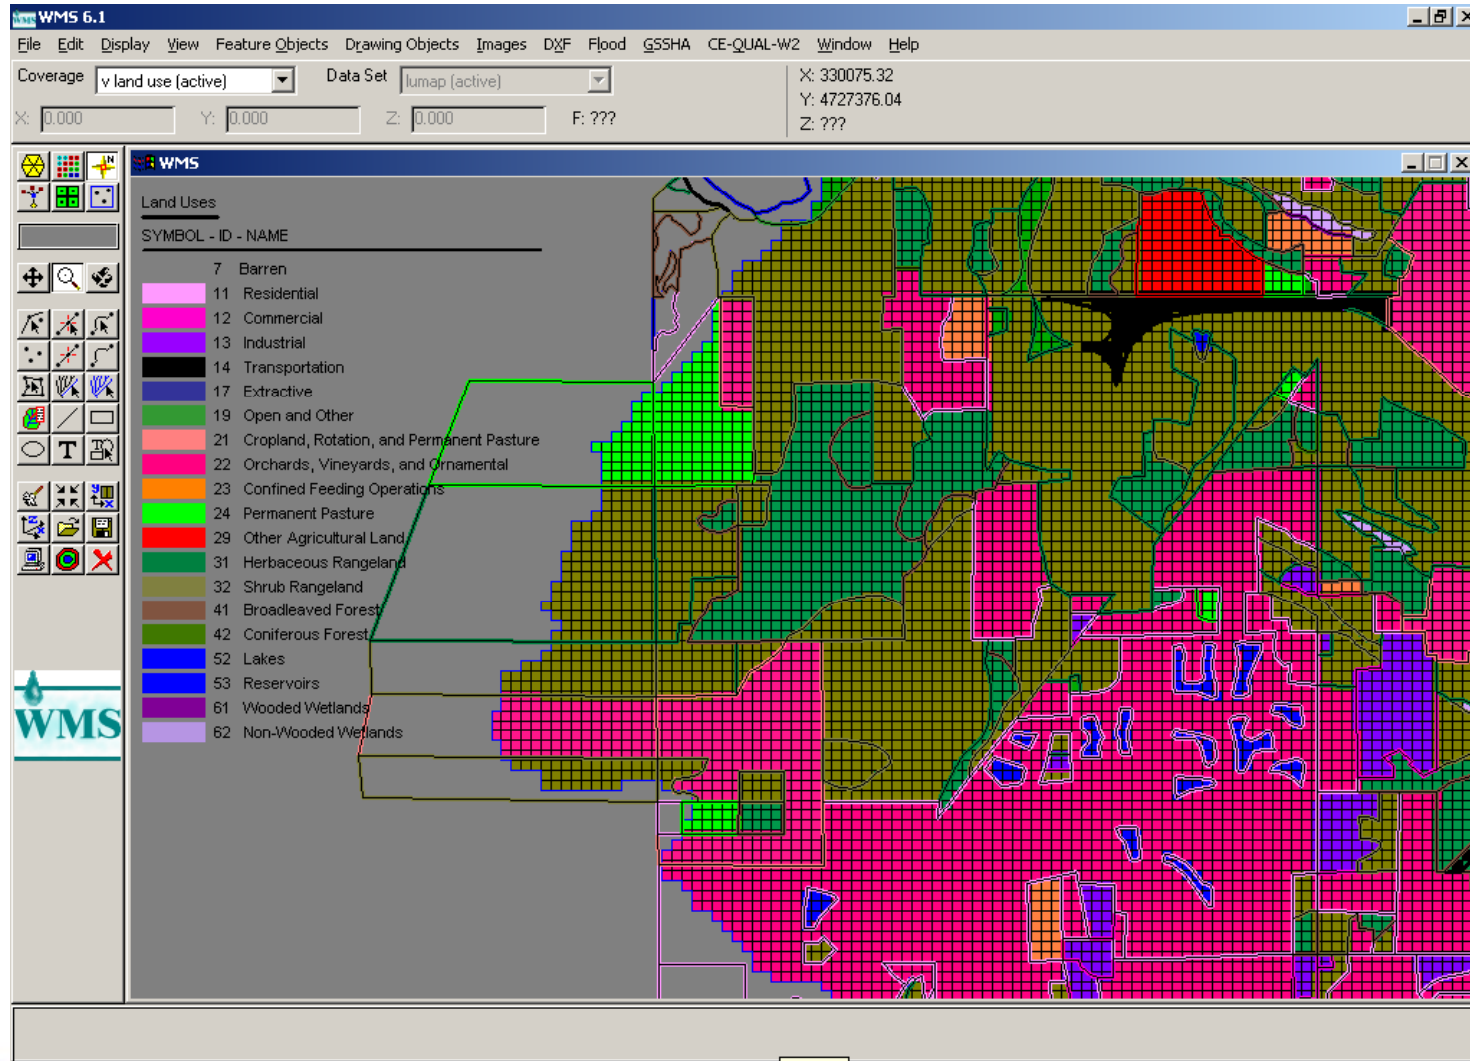 WMS 6.1
File Edit Display View Feature Objects Drawing Objects Images DXF Flood GSSHA CE-QUAL-W2 Window Help
Coverage v land use (active) Data Set lumap (active) X: 330075.32
Y: 4727376.04
X: 0.000 Y: 0.000 Z: 0.000 F: ??? Z: ???
WMS
Land Uses
SYMBOL - ID - NAME
7 Barren
11 Residential
12 Commercial
13 Industrial
14 Transportation
17 Extractive
19 Open and Other
21 Cropland, Rotation, and Permanent Pasture
22 Orchards, Vineyards, and Ornamental
23 Confined Feeding Operations
24 Permanent Pasture
29 Other Agricultural Land
31 Herbaceous Rangeland
32 Shrub Rangeland
41 Broadleaved Forest
42 Coniferous Forest
52 Lakes
53 Reservoirs
61 Wooded Wetlands
62 Non-Wooded Wetlands
WMS